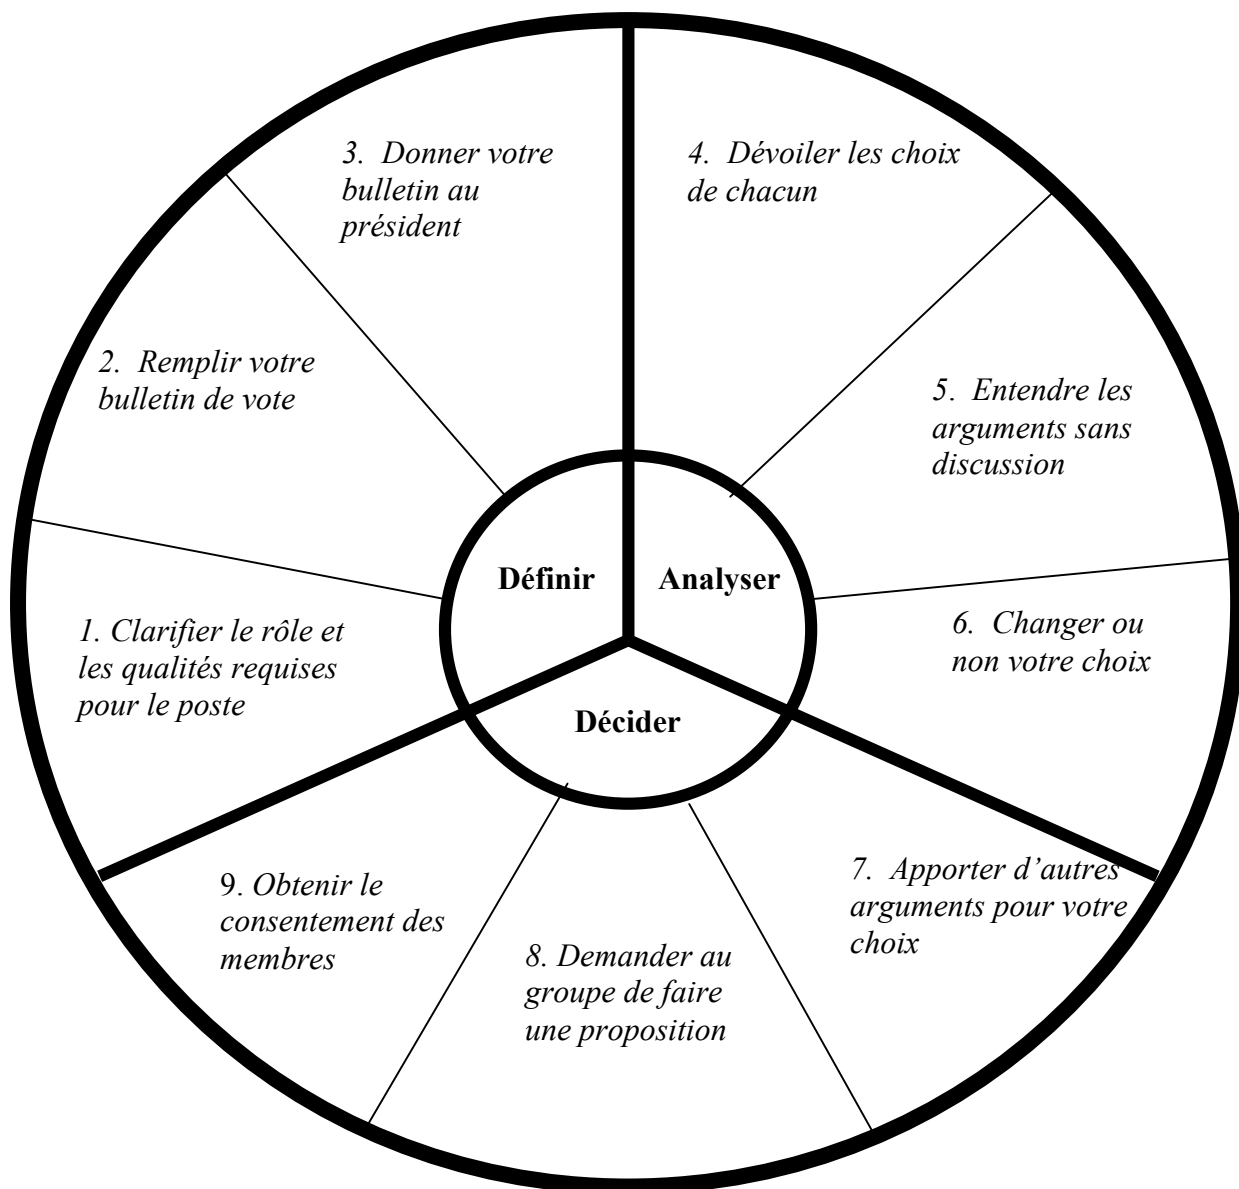 3. Donner votre
bulletin au
président
4. Dévoiler les choix
de chacun
2. Remplir votre
bulletin de vote
5. Entendre les
arguments sans
discussion
Définir
Analyser
1. Clarifier le rôle et
les qualités requises
pour le poste
6. Changer ou
non votre choix
Décider
9. Obtenir le
consentement des
membres
8. Demander au
groupe de faire
une proposition
7. Apporter d’autres
arguments pour votre
choix